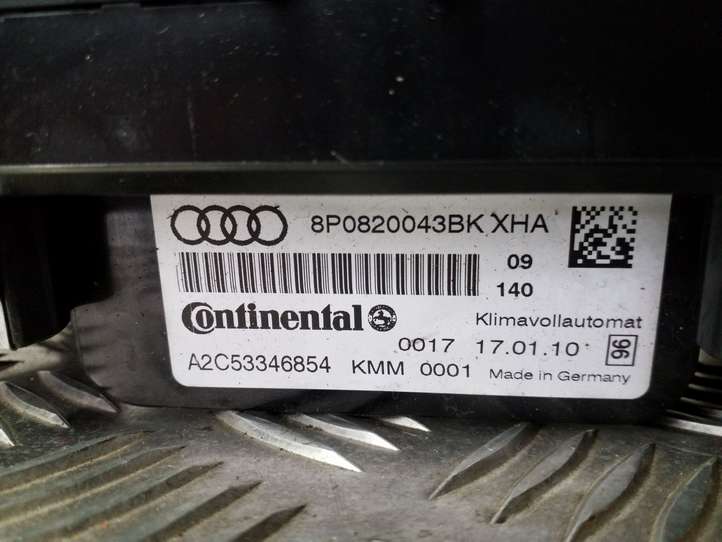 8P0820043BK XHA
09
140
Continental
Klimavollautomat
0017 17.01.10 96
A2C53346854 KMM 0001 Made in Germany